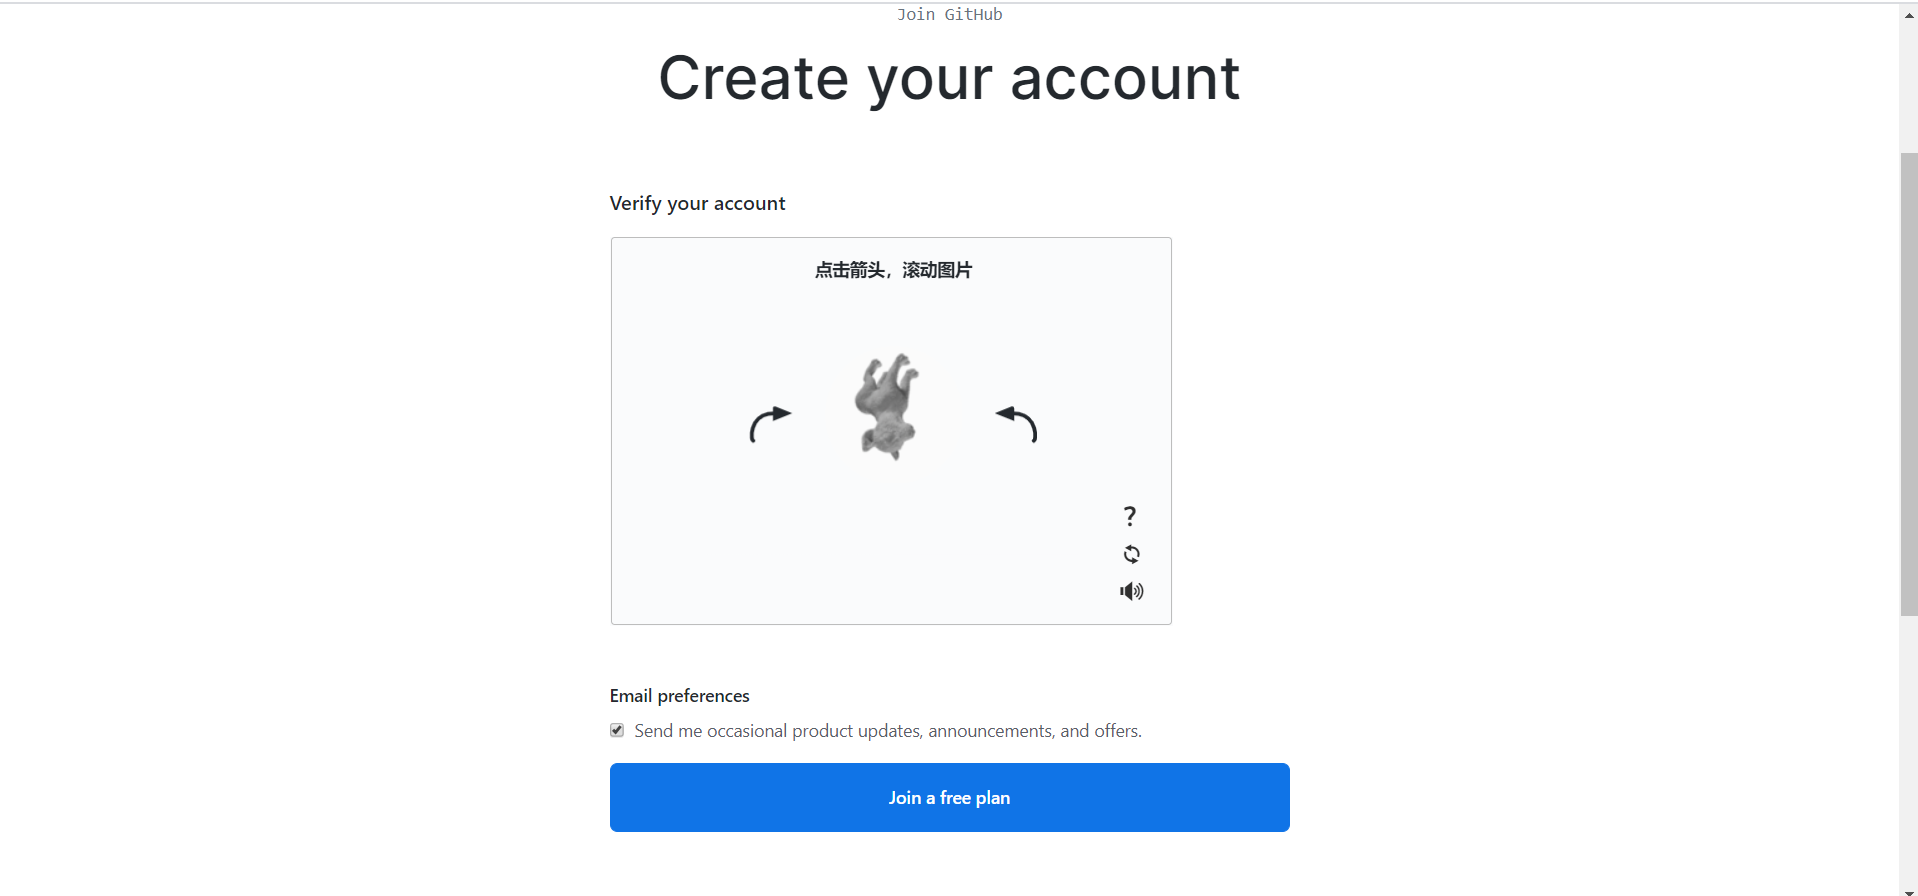 Join GitHub
Create your account
Verify your account
点击箭头，滚动图片
?
Email preferences
Send me occasional product updates, announcements, and offers.
Join a free plan